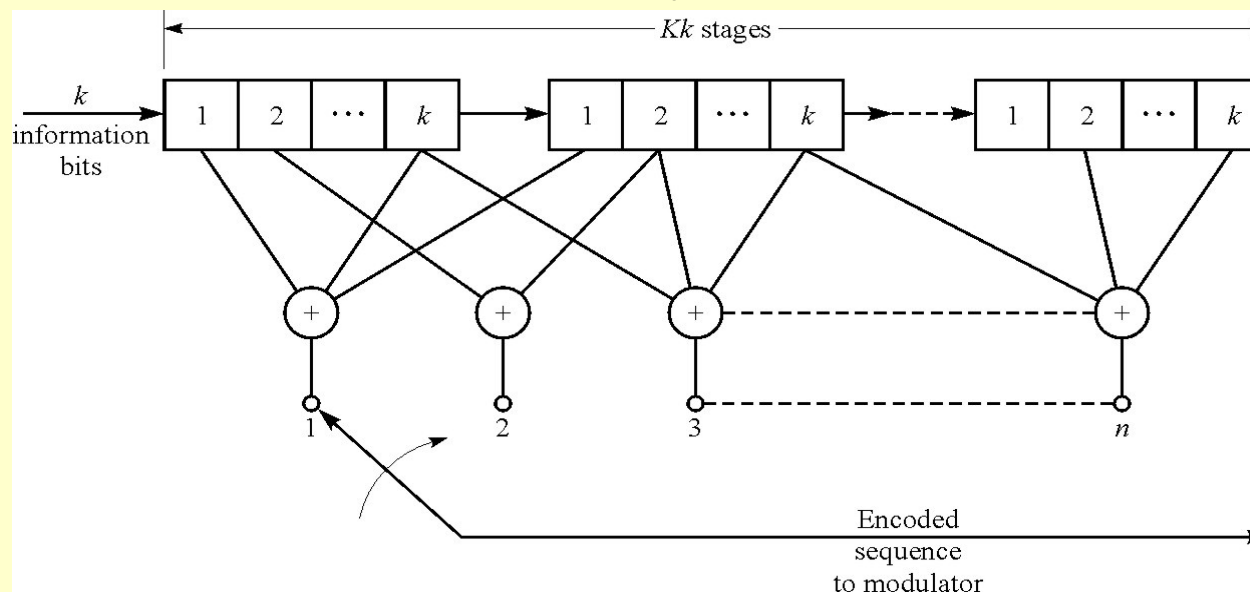 Kk stages
k
information
bits
1 2 ··· k
1 2 ··· k
1 2 ··· k
+ + + +
1 2 3 n
Encoded
sequence
to modulator